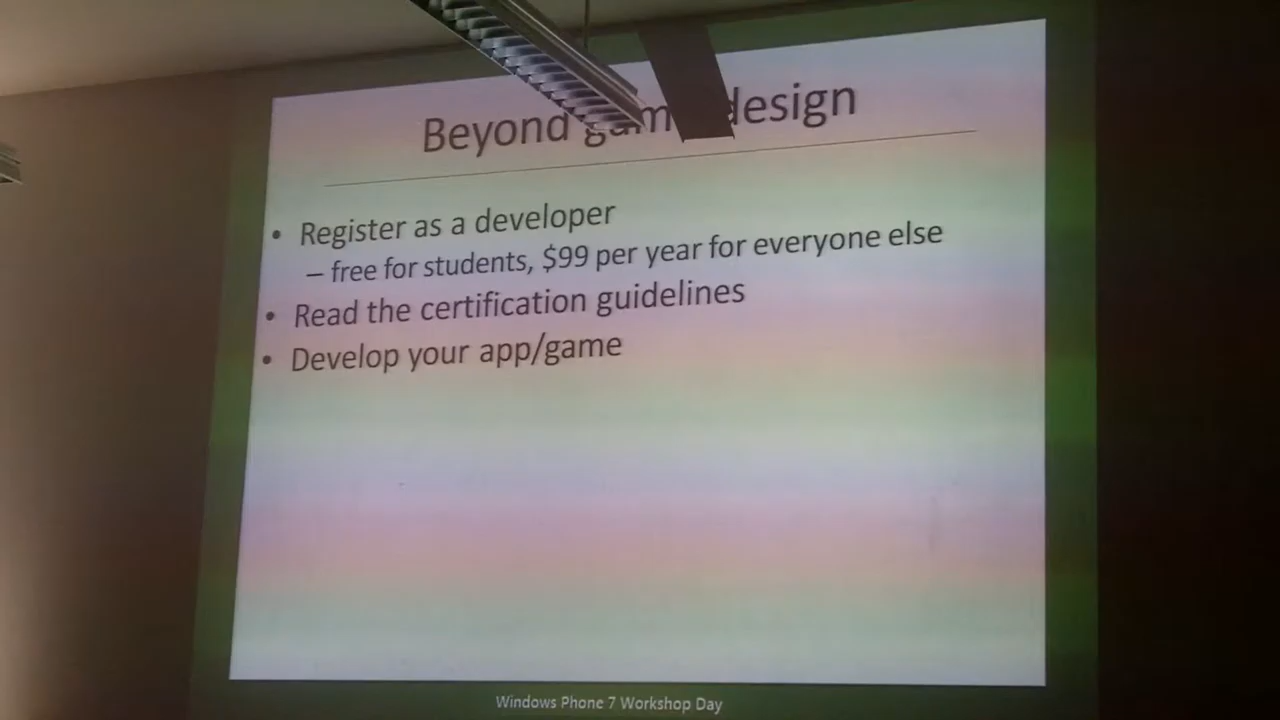 Beyond game design
• Register as a developer
– free for students, $99 per year for everyone else
• Read the certification guidelines
• Develop your app/game
Windows Phone 7 Workshop Day